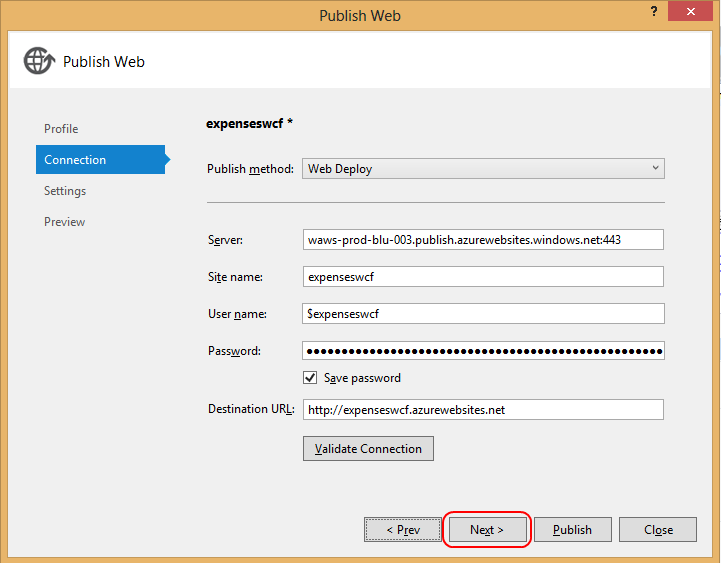 Publish Web
?
Publish Web
Profile
Connection
Settings
Preview
expenseswcf *
Publish method: Web Deploy
Server: waws-prod-blu-003.publish.azurewebsites.windows.net:443
Site name: expenseswcf
User name: $expenseswcf
Password: ●●●●●●●●●●●●●●●●●●●●●●●●●●●●●●●●●●●●●●●●●●●●●●●●●●●
Save password
Destination URL: http://expenseswcf.azurewebsites.net
Validate Connection
< Prev Next > Publish Close